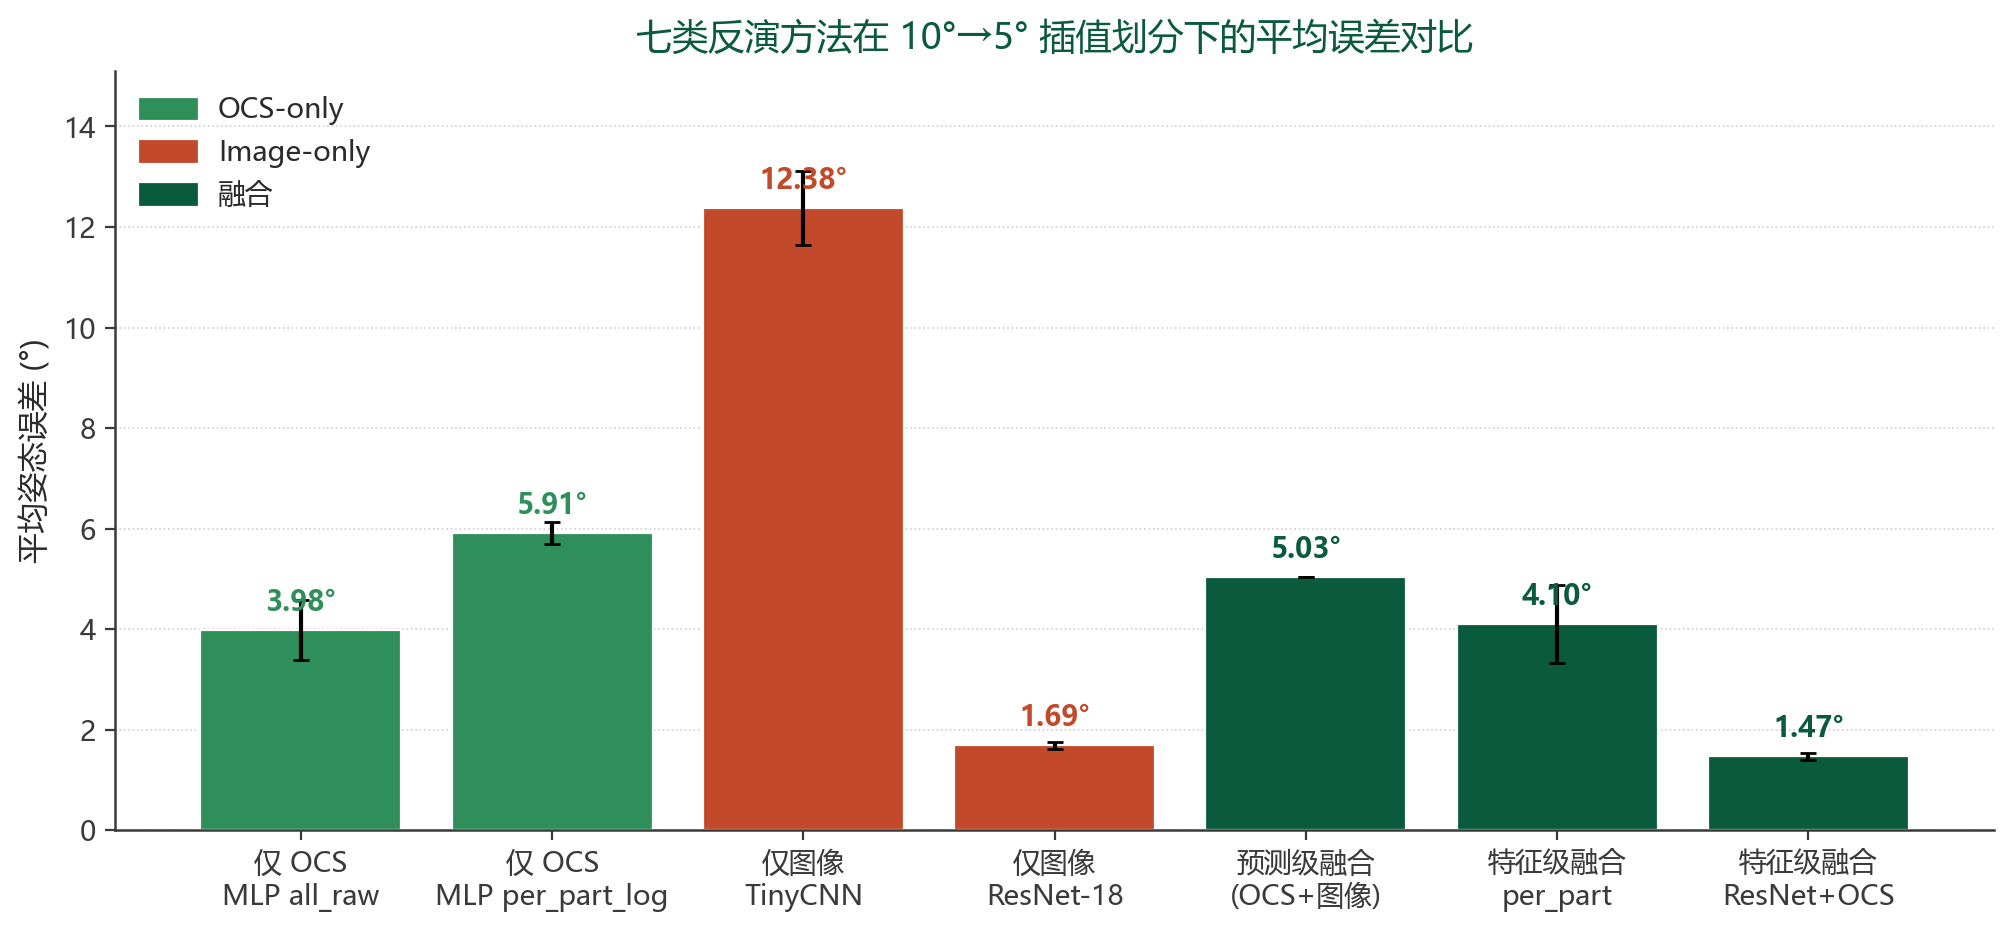 七类反演方法在 10°→5° 插值划分下的平均误差对比
OCS-only
Image-only
融合
平均姿态误差 (°)
14
12
10
8
6
4
2
0
3.98°
5.91°
12.38°
1.69°
5.03°
4.10°
1.47°
仅 OCS
MLP all_raw
仅 OCS
MLP per_part_log
仅图像
TinyCNN
仅图像
ResNet-18
预测级融合
(OCS+图像)
特征级融合
per_part
特征级融合
ResNet+OCS